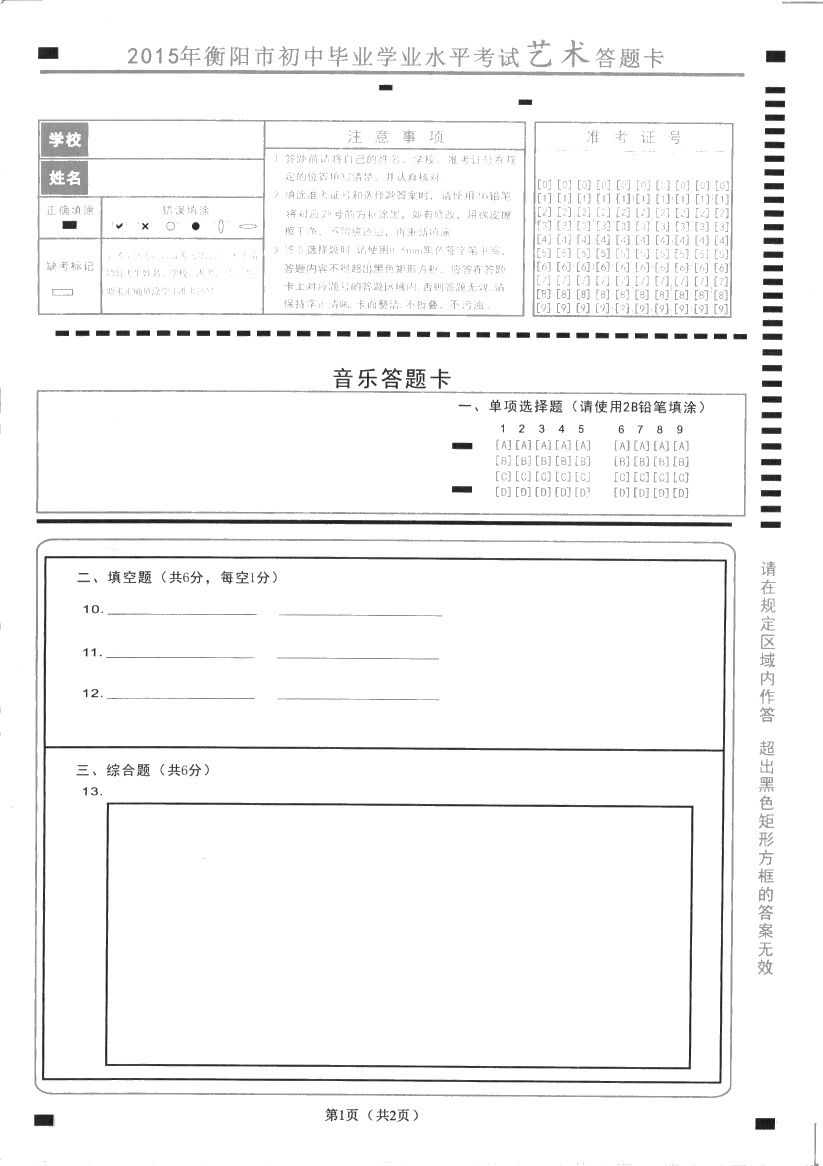 2015年衡阳市初中毕业学业水平考试艺术答题卡
学校
姓名
正确填涂
错误填涂
缺考标记
注意事项
1 答题前请将自己的姓名、学校、准考证号在规
定的位置填写清楚，并认真核对
2 填涂准考证号和选择题答案时，请使用2B铅笔
将对应题号的方框涂黑，如有修改，用橡皮擦
擦干净，不留痕迹后，再重新填涂
3 非选择题时,请使用0.5mm黑色签字笔书写，
答题内容不得超出黑色矩形方框，应答在答题
卡上对应题号的答题区域内,否则答题无效.请
保持字迹清晰.卡面整洁.不折叠、不污浊.
准考证号
[0] [0] [0] [0] [0] [0] [0] [0] [0] [0]
[1] [1] [1] [1] [1] [1] [1] [1] [1] [1]
[2] [2] [2] [2] [2] [2] [2] [2] [2] [2]
[3] [3] [3] [3] [3] [3] [3] [3] [3] [3]
[4] [4] [4] [4] [4] [4] [4] [4] [4] [4]
[5] [5] [5] [5] [5] [5] [5] [5] [5] [5]
[6] [6] [6] [6] [6] [6] [6] [6] [6] [6]
[7] [7] [7] [7] [7] [7] [7] [7] [7] [7]
[8] [8] [8] [8] [8] [8] [8] [8] [8] [8]
[9] [9] [9] [9] [9] [9] [9] [9] [9] [9]
音乐答题卡
一、单项选择题（请使用2B铅笔填涂）
1 2 3 4 5 6 7 8 9
[A] [A] [A] [A] [A] [A] [A] [A] [A]
[B] [B] [B] [B] [B] [B] [B] [B] [B]
[C] [C] [C] [C] [C] [C] [C] [C] [C]
[D] [D] [D] [D] [D] [D] [D] [D] [D]
二、填空题（共6分，每空1分）
10.
11.
12.
三、综合题（共6分）
13.
请在规定区域内作答 超出黑色矩形方框的答案无效
第1页（共2页）